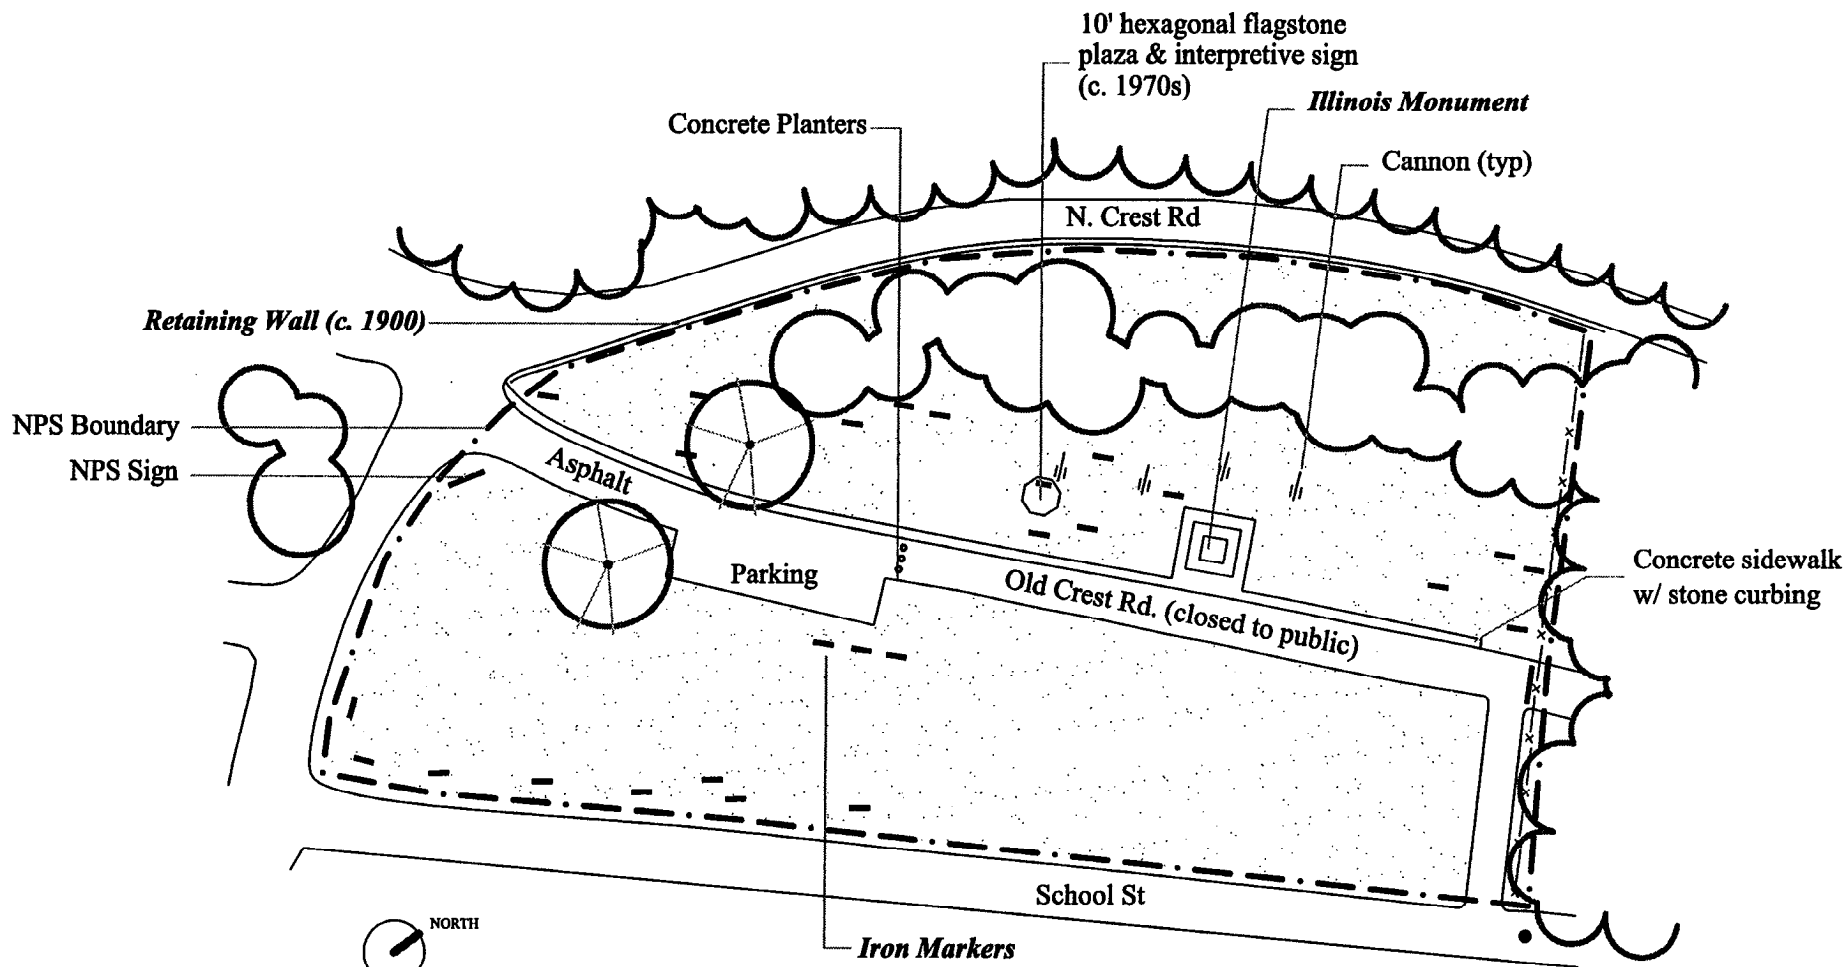 10' hexagonal flagstone
plaza & interpretive sign
(c. 1970s)
Illinois Monument
Concrete Planters
Cannon (typ)
N. Crest Rd
Retaining Wall (c. 1900)
NPS Boundary
NPS Sign
Asphalt
Parking
Old Crest Rd. (closed to public)
Concrete sidewalk
w/ stone curbing
School St
NORTH
Iron Markers